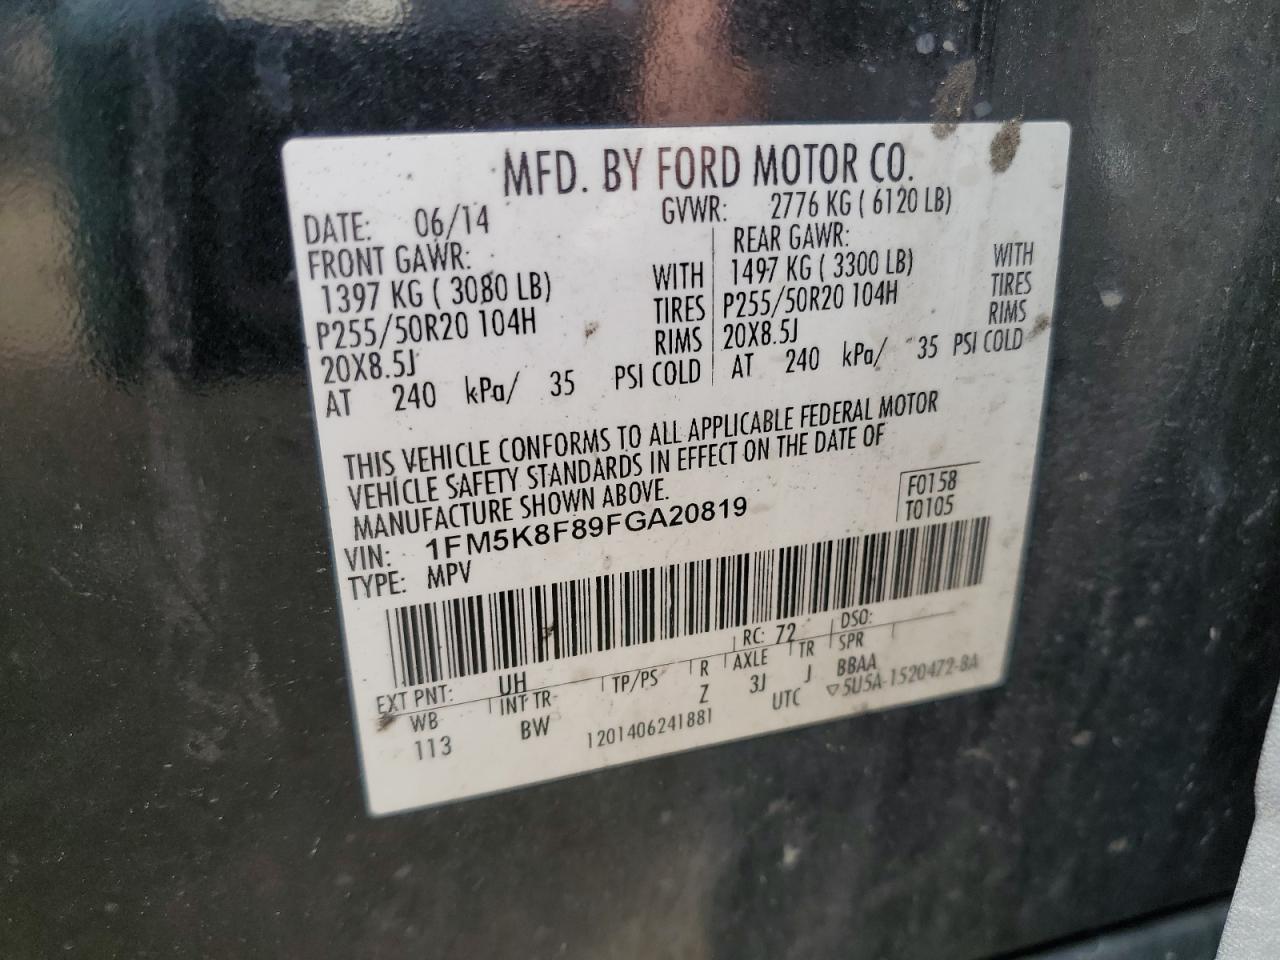 MFD. BY FORD MOTOR CO.
DATE: 06/14 GVWR: 2776 KG ( 6120 LB)
FRONT GAWR: REAR GAWR:
1397 KG ( 3080 LB) WITH 1497 KG ( 3300 LB) WITH
P255/50R20 104H TIRES P255/50R20 104H TIRES
20X8.5J RIMS 20X8.5J RIMS
AT 240 kPa/ 35 PSI COLD AT 240 kPa/ 35 PSI COLD
THIS VEHICLE CONFORMS TO ALL APPLICABLE FEDERAL MOTOR
VEHICLE SAFETY STANDARDS IN EFFECT ON THE DATE OF
MANUFACTURE SHOWN ABOVE.
F0158
VIN: 1FM5K8F89FGA20819 T0105
TYPE: MPV
EXT PNT: UH RC: 72 DSO:
WB INT TR TP/PS R AXLE TR SPR
113 BW Z 3J J BBAA
1201406241881 UTC ▽5U5A-1520472-BA